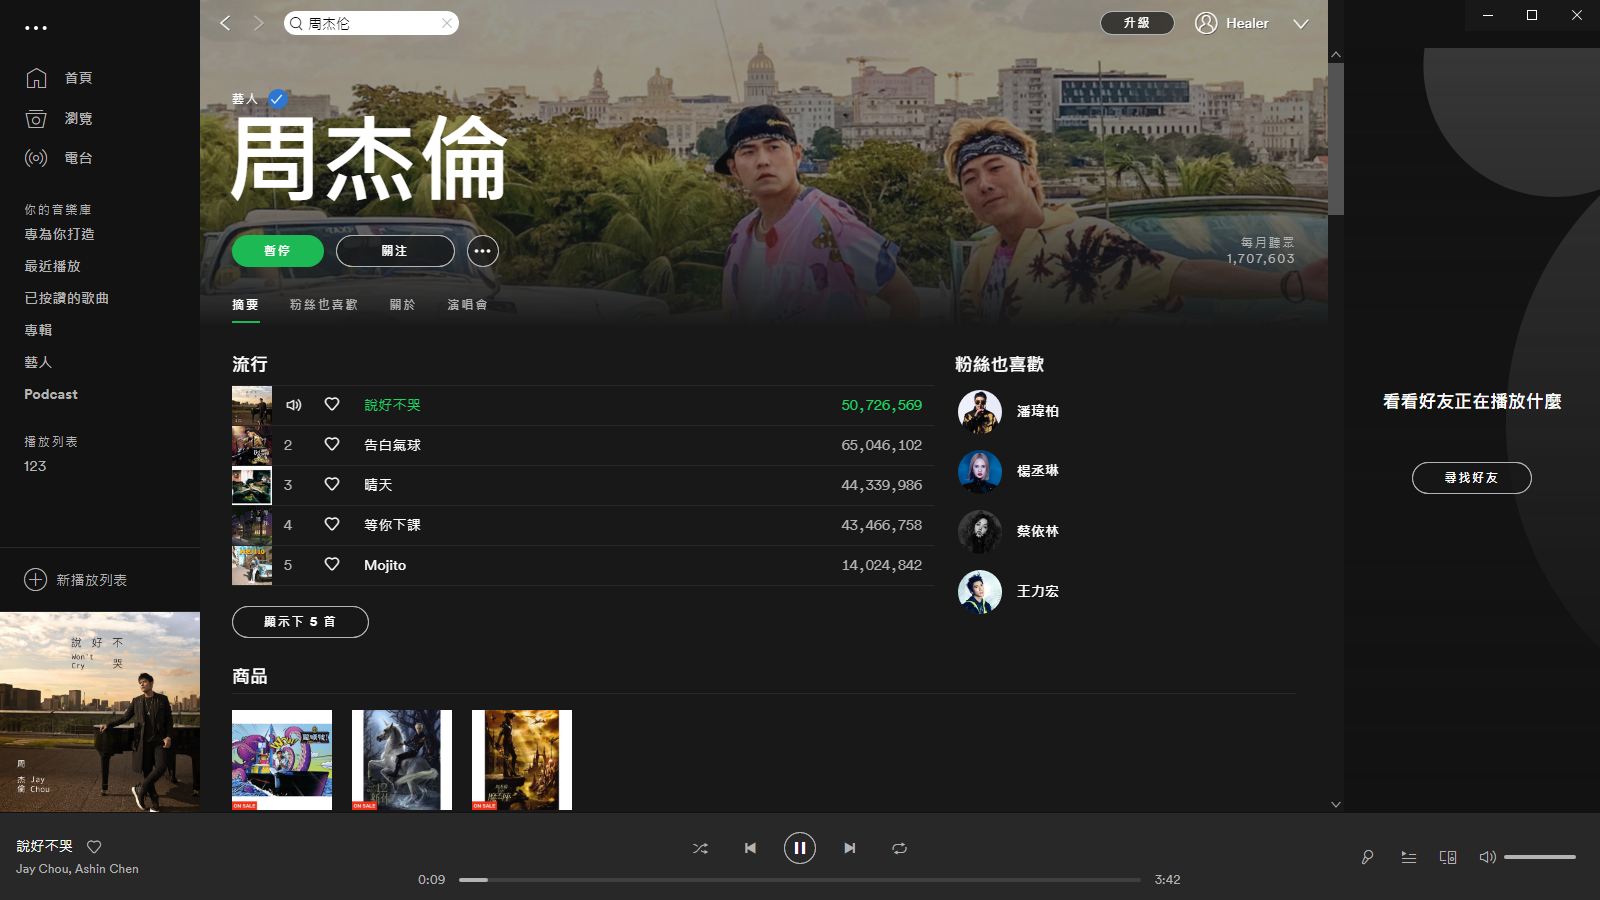 周杰伦
升級
Healer
首頁
瀏覽
電台
你的音樂庫
專為你打造
最近播放
已按讚的歌曲
專輯
藝人
Podcast
播放列表
123
新播放列表
說 好 不
Won't
Cry
哭
周
杰 Jay
倫 Chou
藝人
周杰倫
暫停
關注
每月聽眾
1,707,603
摘要
粉絲也喜歡
關於
演唱會
流行
說好不哭 50,726,569
2 告白氣球 65,046,102
3 晴天 44,339,986
4 等你下課 43,466,758
5 Mojito 14,024,842
顯示下 5 首
粉絲也喜歡
潘瑋柏
楊丞琳
蔡依林
王力宏
商品
ON SALE
ON SALE
ON SALE
看看好友正在播放什麼
尋找好友
說好不哭
Jay Chou, Ashin Chen
0:09
3:42